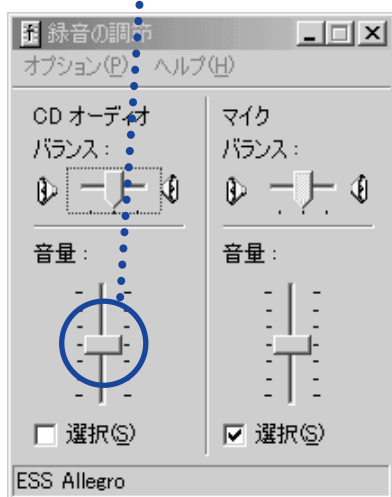 録音の調節
オプション(P) ヘルプ(H)
CD オーディオ
バランス :
音量 :
選択(S)
マイク
バランス :
音量 :
選択(S)
ESS Allegro